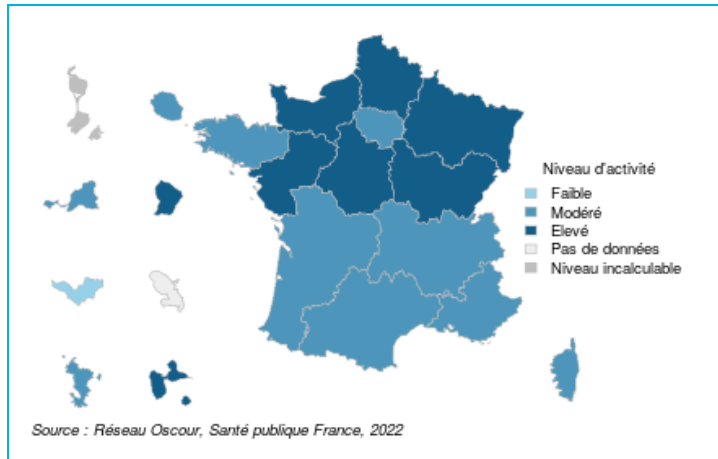 Niveau d'activité
Faible
Modéré
Elevé
Pas de données
Niveau incalculable
Source : Réseau Oscour, Santé publique France, 2022